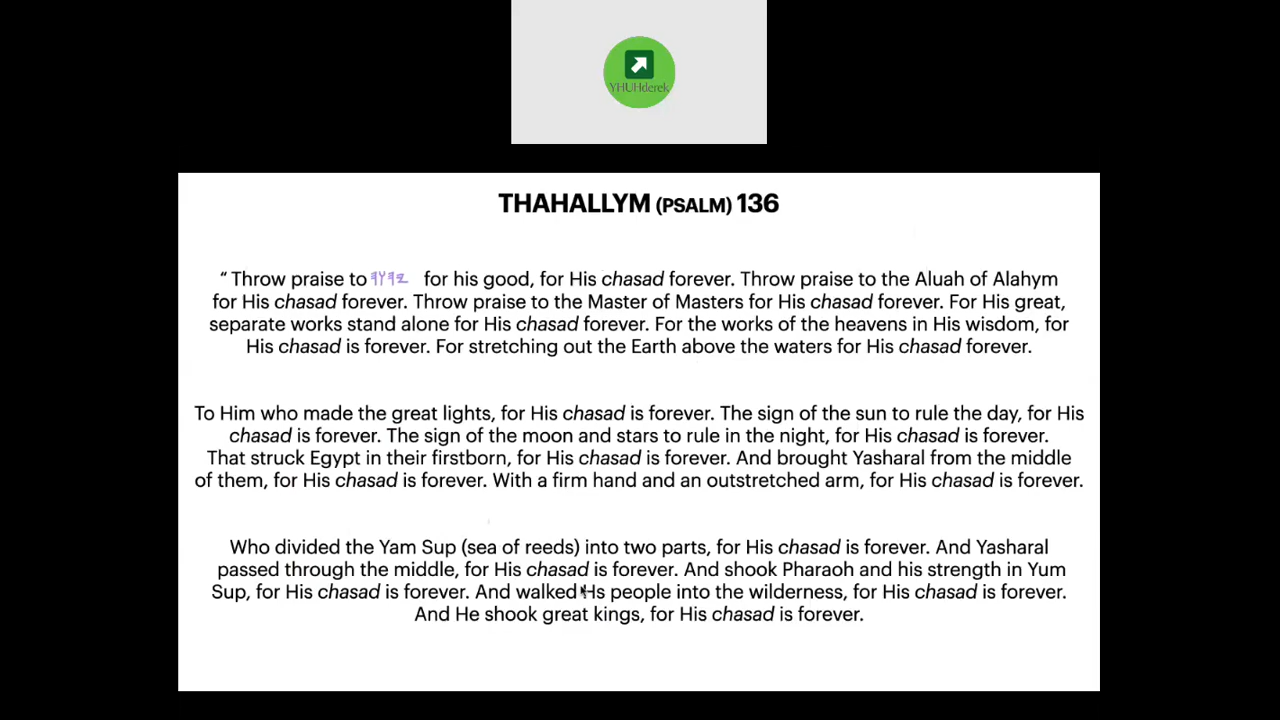 YHUHderek
THAHALLYM (PSALM) 136
“ Throw praise to 𐤉𐤄𐤅𐤄 for his good, for His chasad forever. Throw praise to the Aluah of Alahym
for His chasad forever. Throw praise to the Master of Masters for His chasad forever. For His great,
separate works stand alone for His chasad forever. For the works of the heavens in His wisdom, for
His chasad is forever. For stretching out the Earth above the waters for His chasad forever.
To Him who made the great lights, for His chasad is forever. The sign of the sun to rule the day, for His
chasad is forever. The sign of the moon and stars to rule in the night, for His chasad is forever.
That struck Egypt in their firstborn, for His chasad is forever. And brought Yasharal from the middle
of them, for His chasad is forever. With a firm hand and an outstretched arm, for His chasad is forever.
Who divided the Yam Sup (sea of reeds) into two parts, for His chasad is forever. And Yasharal
passed through the middle, for His chasad is forever. And shook Pharaoh and his strength in Yum
Sup, for His chasad is forever. And walked Hs people into the wilderness, for His chasad is forever.
And He shook great kings, for His chasad is forever.